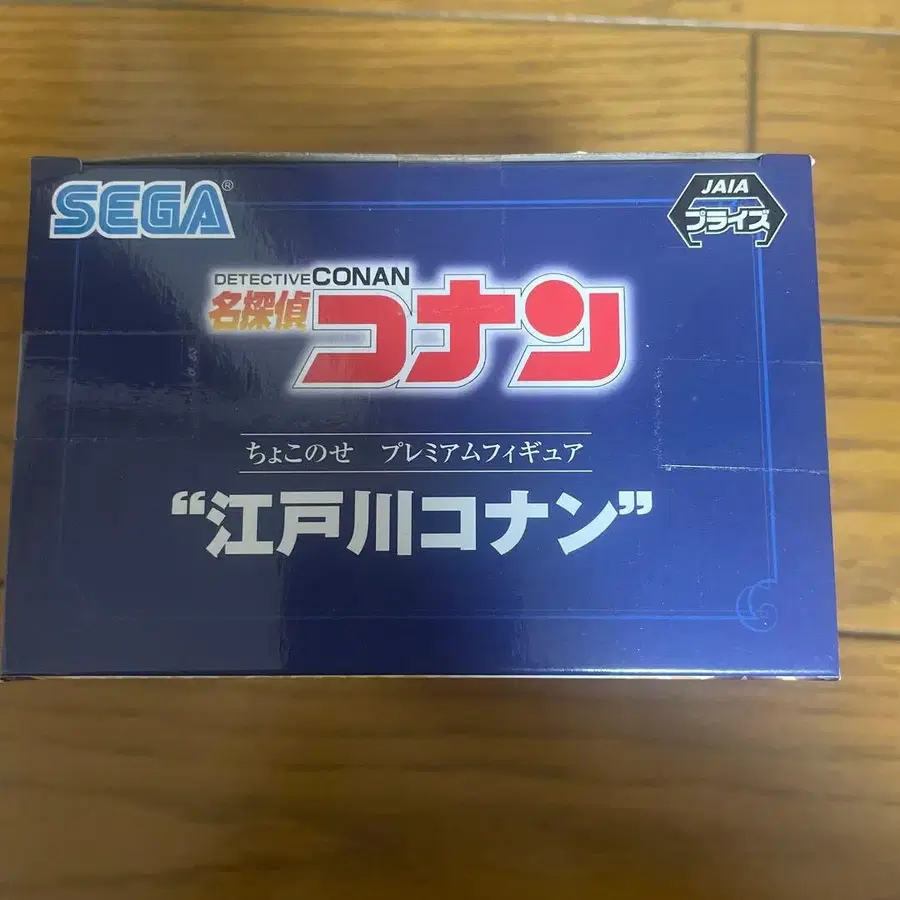 SEGA®
JAIA
プライズ
DETECTIVE CONAN
名探偵コナン
ちょこのせ プレミアムフィギュア
“江戸川コナン”